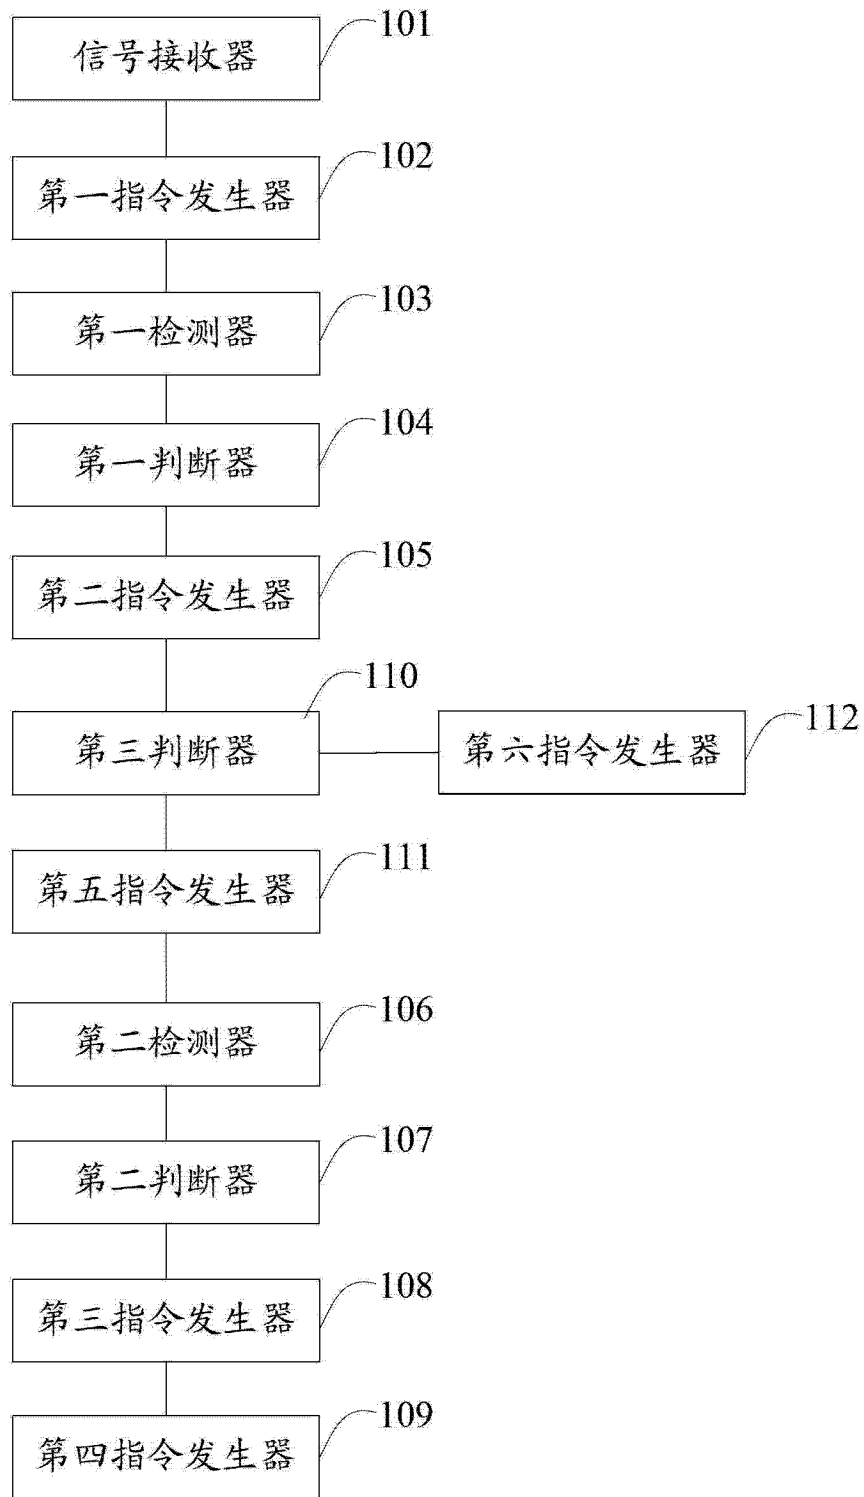 信号接收器
101
第一指令发生器
102
第一检测器
103
第一判断器
104
第二指令发生器
105
第三判断器
110
第六指令发生器
112
第五指令发生器
111
第二检测器
106
第二判断器
107
第三指令发生器
108
第四指令发生器
109